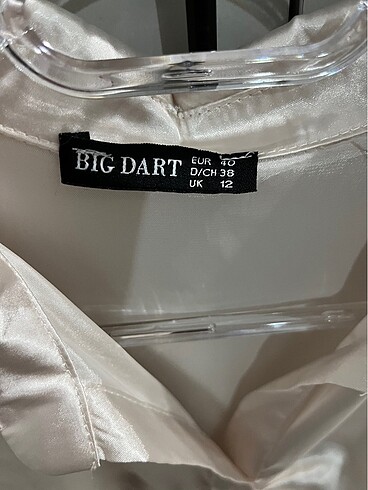 BIG DART
EUR 40
D/CH 38
UK 12